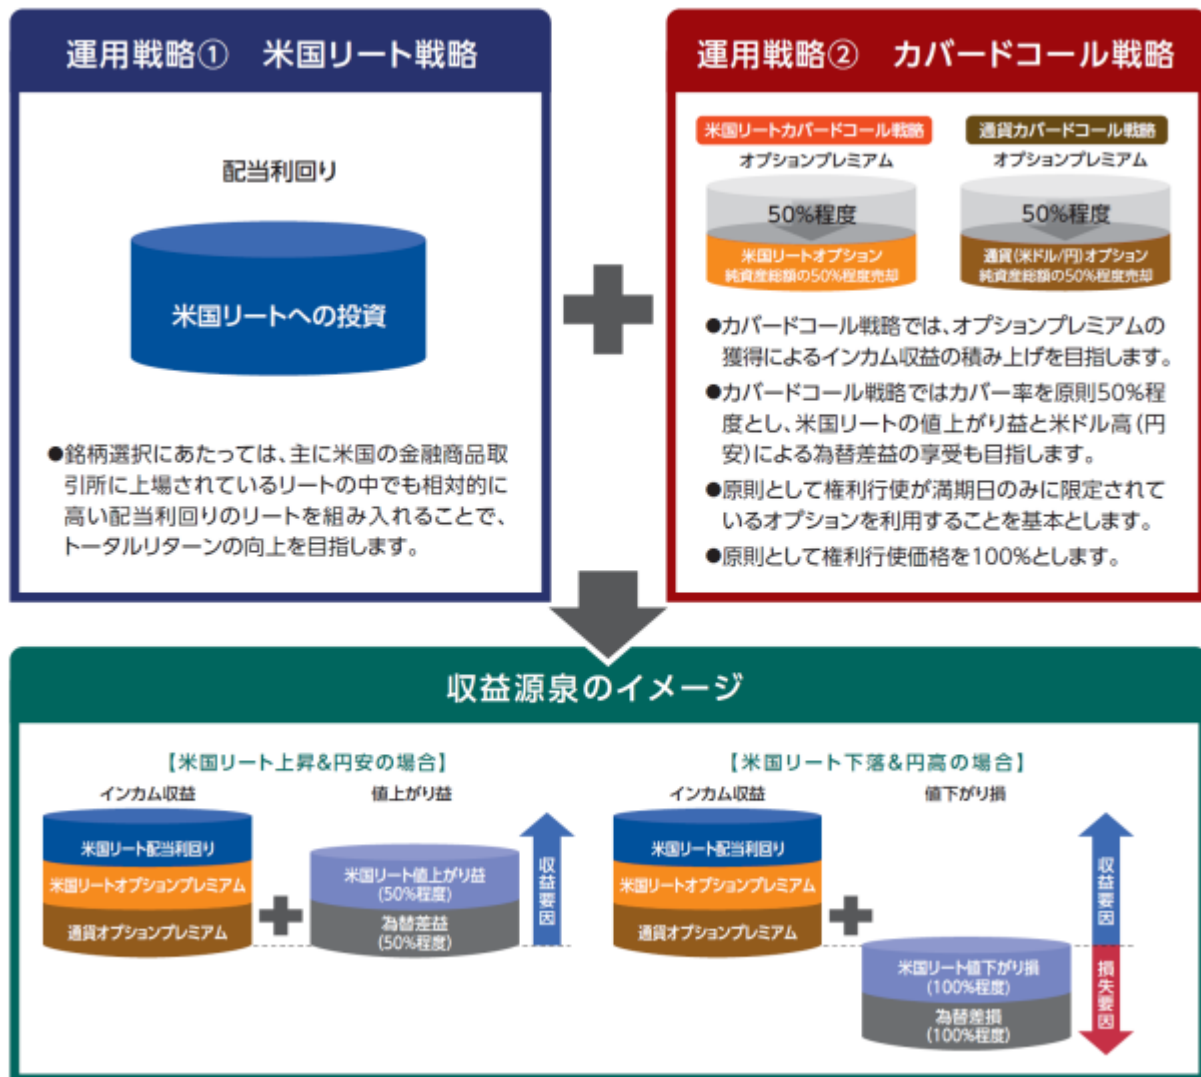 運用戦略① 米国リート戦略
配当利回り
米国リートへの投資
●銘柄選択にあたっては、主に米国の金融商品取
引所に上場されているリートの中でも相対的に
高い配当利回りのリートを組み入れることで、
トータルリターンの向上を目指します。
運用戦略② カバードコール戦略
米国リートカバードコール戦略
オプションプレミアム
50%程度
米国リートオプション
純資産総額の50%程度売却
通貨カバードコール戦略
オプションプレミアム
50%程度
通貨(米ドル/円)オプション
純資産総額の50%程度売却
●カバードコール戦略では、オプションプレミアムの
獲得によるインカム収益の積み上げを目指します。
●カバードコール戦略ではカバー率を原則50%程
度とし、米国リートの値上がり益と米ドル高(円
安)による為替差益の享受も目指します。
●原則として権利行使が満期日のみに限定されて
いるオプションを利用することを基本とします。
●原則として権利行使価格を100%とします。
収益源泉のイメージ
【米国リート上昇&円安の場合】
インカム収益
米国リート配当利回り
米国リートオプションプレミアム
通貨オプションプレミアム
値上がり益
米国リート値上がり益
(50%程度)
為替差益
(50%程度)
収益要因
【米国リート下落&円高の場合】
インカム収益
米国リート配当利回り
米国リートオプションプレミアム
通貨オプションプレミアム
値下がり損
米国リート値下がり損
(100%程度)
為替差損
(100%程度)
収益要因
損失要因